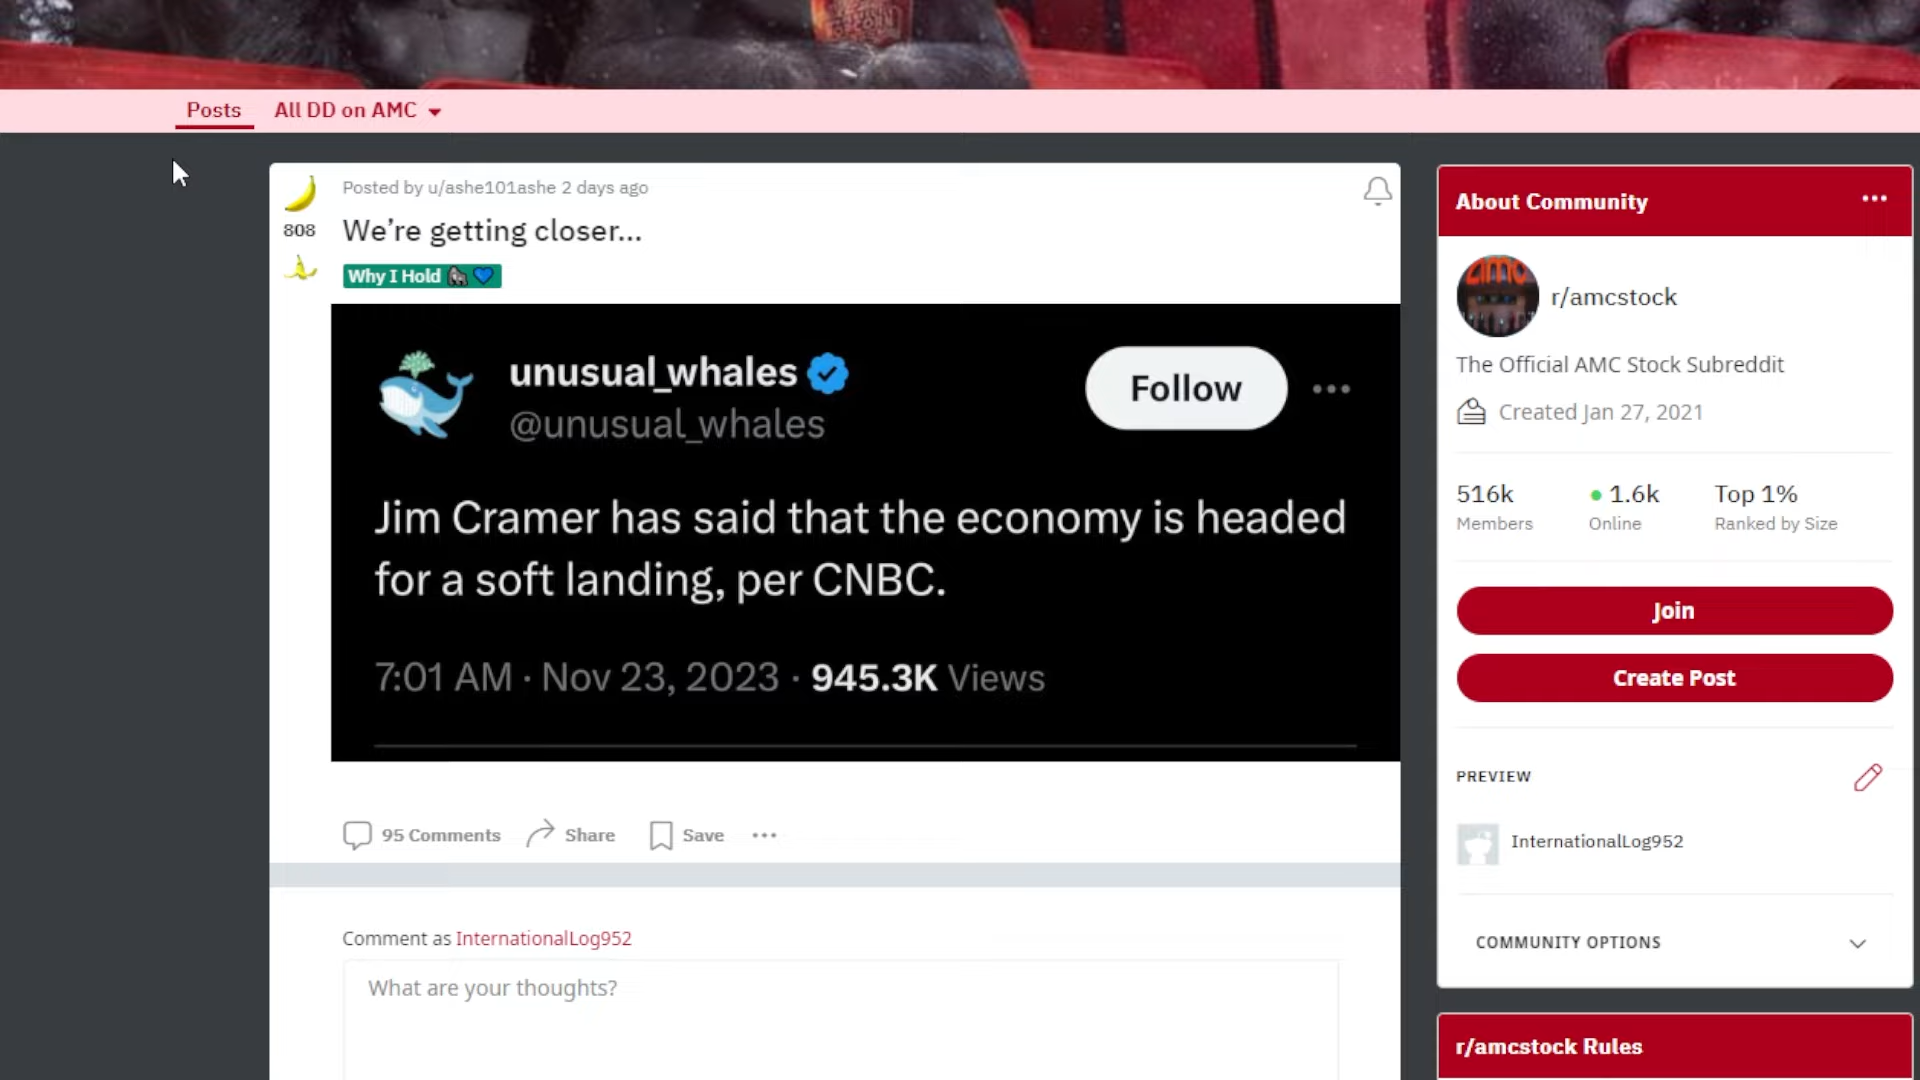 Posts
All DD on AMC
Posted by u/ashe101ashe 2 days ago
808
We’re getting closer...
Why I Hold 🦍💙
unusual_whales
@unusual_whales
Follow
Jim Cramer has said that the economy is headed
for a soft landing, per CNBC.
7:01 AM · Nov 23, 2023 · 945.3K Views
95 Comments
Share
Save
Comment as InternationalLog952
What are your thoughts?
About Community
r/amcstock
The Official AMC Stock Subreddit
Created Jan 27, 2021
516k
1.6k
Top 1%
Members
Online
Ranked by Size
Join
Create Post
PREVIEW
InternationalLog952
COMMUNITY OPTIONS
r/amcstock Rules